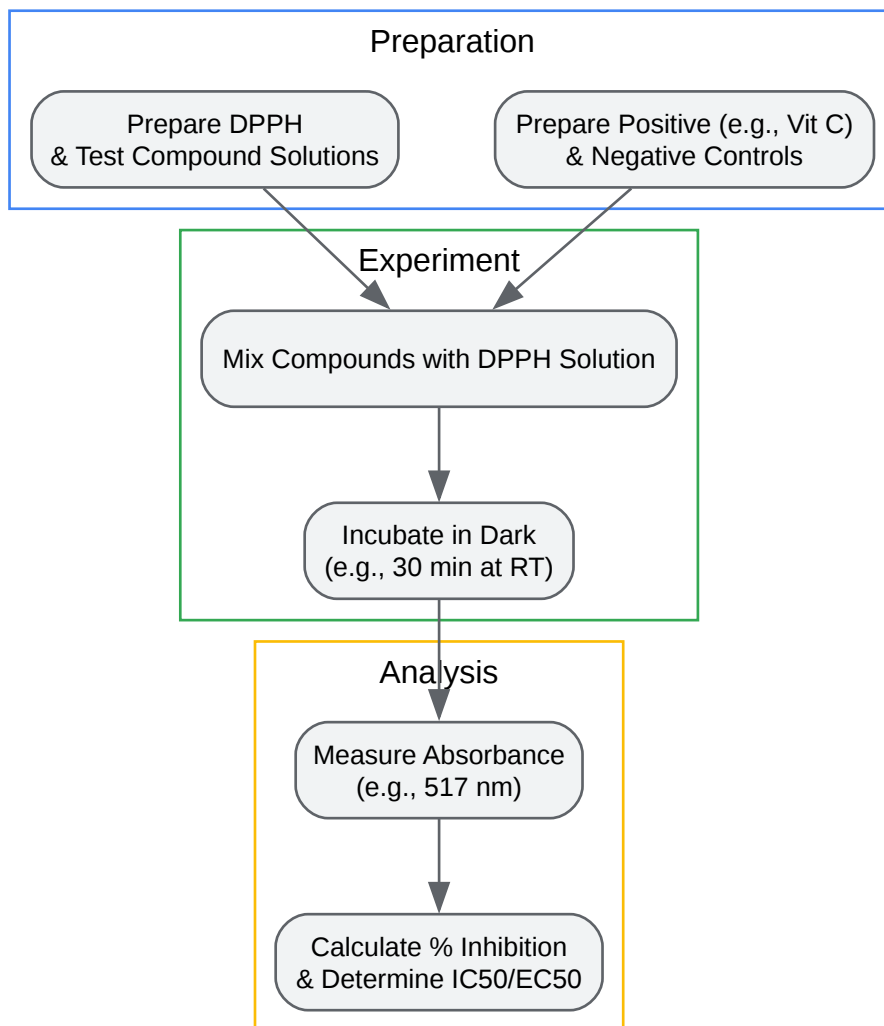 Preparation
Prepare DPPH
& Test Compound Solutions
Prepare Positive (e.g., Vit C)
& Negative Controls
Experiment
Mix Compounds with DPPH Solution
Incubate in Dark
(e.g., 30 min at RT)
Analysis
Measure Absorbance
(e.g., 517 nm)
Calculate % Inhibition
& Determine IC50/EC50